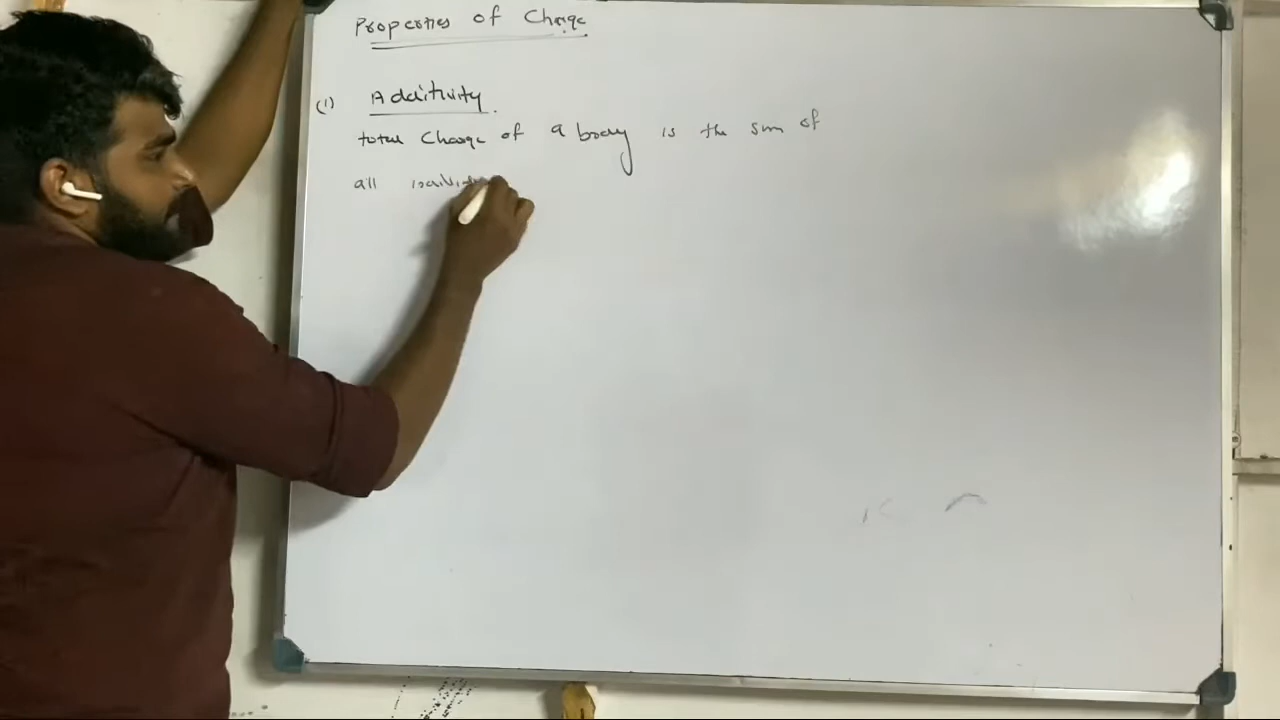 Properties of Charge
(1) Additivity.
total Charge of a body is the sum of
all